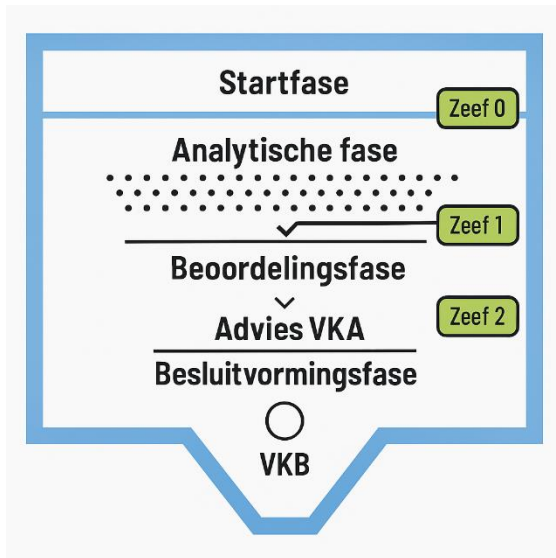 Startfase
Zeef 0
Analytische fase
Zeef 1
Beoordelingsfase
Zeef 2
Advies VKA
Besluitvormingsfase
VKB